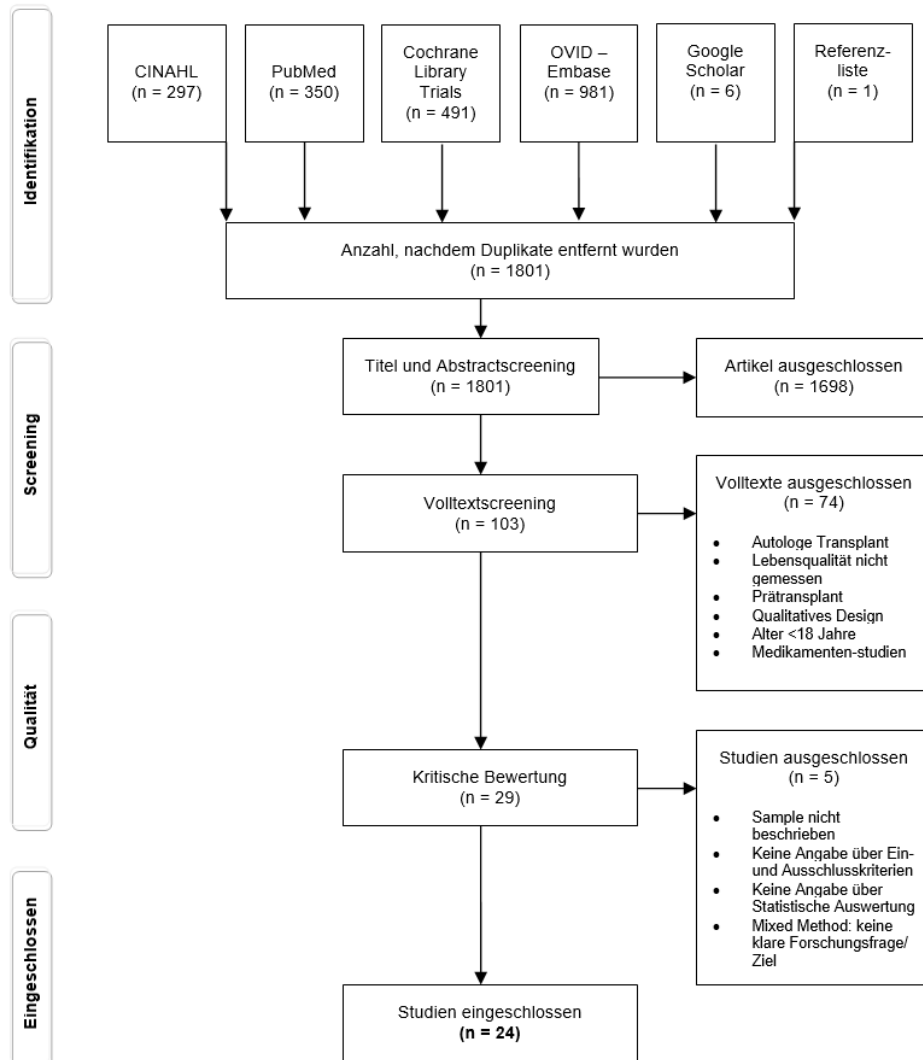 Identifikation
CINAHL
(n = 297)
PubMed
(n = 350)
Cochrane
Library
Trials
(n = 491)
OVID –
Embase
(n = 981)
Google
Scholar
(n = 6)
Referenz-
liste
(n = 1)
Anzahl, nachdem Duplikate entfernt wurden
(n = 1801)
Screening
Titel und Abstractscreening
(n = 1801)
Artikel ausgeschlossen
(n = 1698)
Volltextscreening
(n = 103)
Volltexte ausgeschlossen
(n = 74)
• Autologe Transplant
• Lebensqualität nicht
gemessen
• Prätransplant
• Qualitatives Design
• Alter <18 Jahre
• Medikamenten-studien
Qualität
Kritische Bewertung
(n = 29)
Studien ausgeschlossen
(n = 5)
• Sample nicht
beschrieben
• Keine Angabe über Ein-
und Ausschlusskriterien
• Keine Angabe über
Statistische Auswertung
• Mixed Method: keine
klare Forschungsfrage/
Ziel
Eingeschlossen
Studien eingeschlossen
(n = 24)